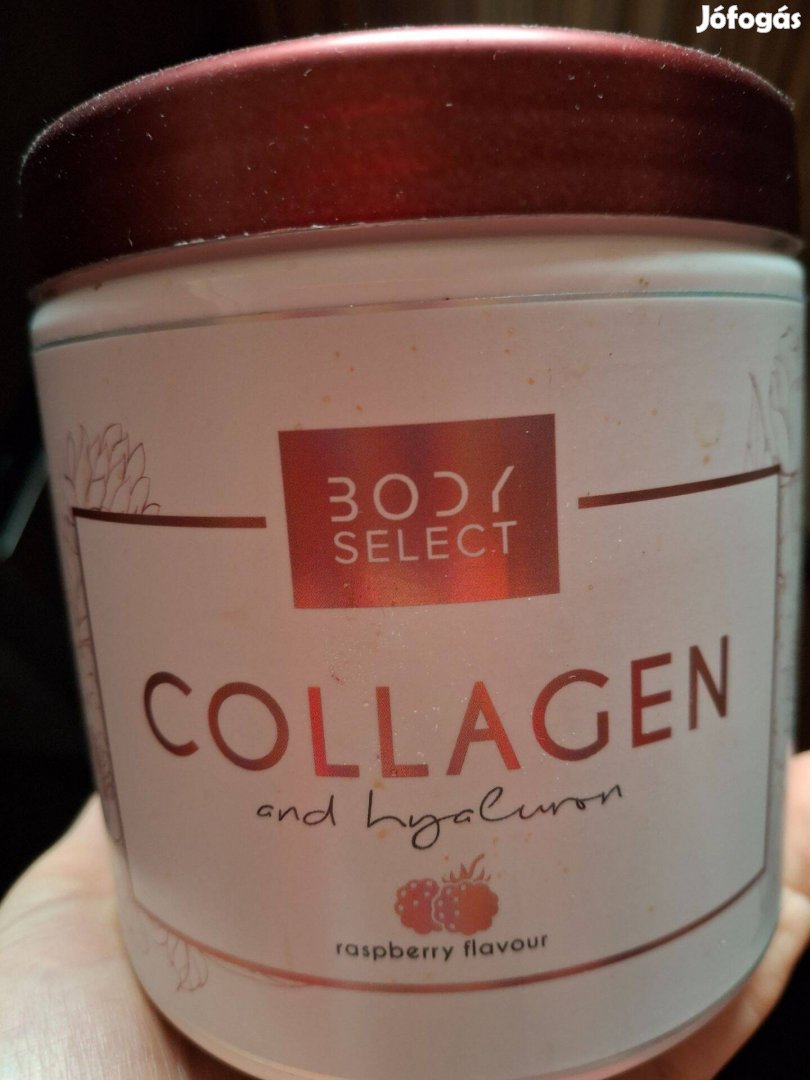 Jófogás
BODY
SELECT
COLLAGEN
and hyaluron
raspberry flavour